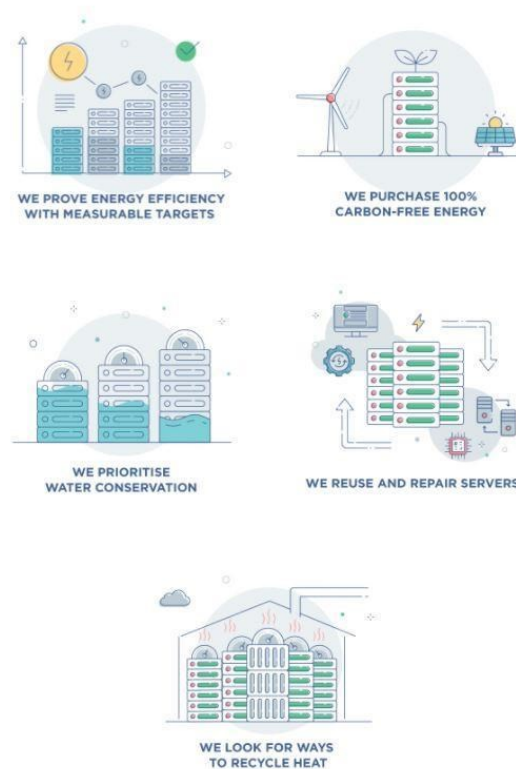 WE PROVE ENERGY EFFICIENCY
WITH MEASURABLE TARGETS
WE PURCHASE 100%
CARBON-FREE ENERGY
WE PRIORITISE
WATER CONSERVATION
WE REUSE AND REPAIR SERVERS
WE LOOK FOR WAYS
TO RECYCLE HEAT